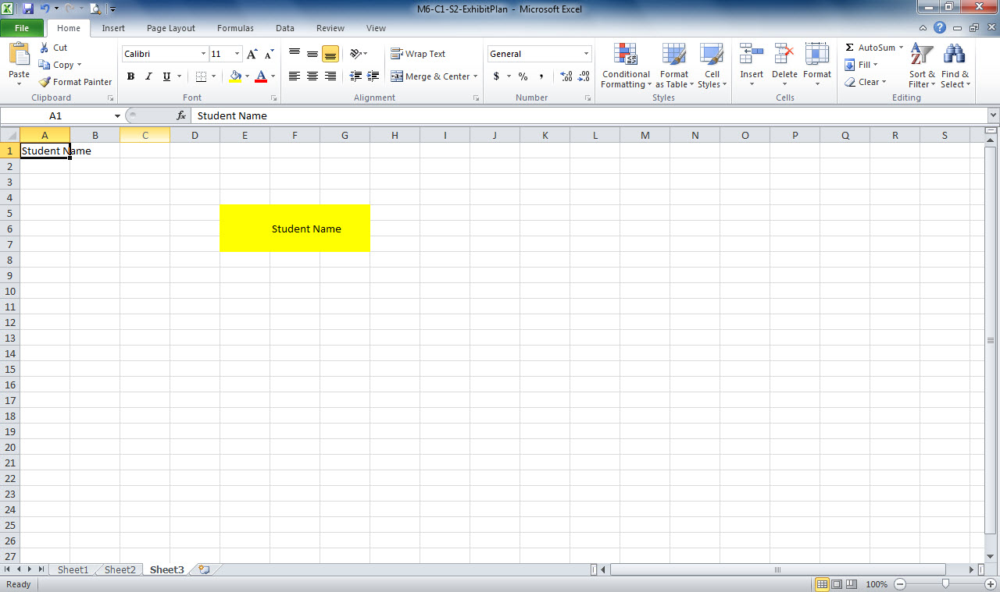 M6-C1-S2-ExhibitPlan - Microsoft Excel
File Home Insert Page Layout Formulas Data Review View
Cut
Copy
Format Painter
Paste
Clipboard
Calibri 11
A A
B I U A
Font
Wrap Text
Merge & Center
Alignment
General
$ % , .00 .0
Number
Conditional Formatting
Format as Table
Cell Styles
Styles
Insert Delete Format
Cells
Σ AutoSum
Fill
Clear
Sort & Filter
Find & Select
Editing
A1 fx Student Name
A B C D E F G H I J K L M N O P Q R S
1 Student Name
2
3
4
5
6 Student Name
7
8
9
10
11
12
13
14
15
16
17
18
19
20
21
22
23
24
25
26
27
Sheet1 Sheet2 Sheet3
Ready 100%